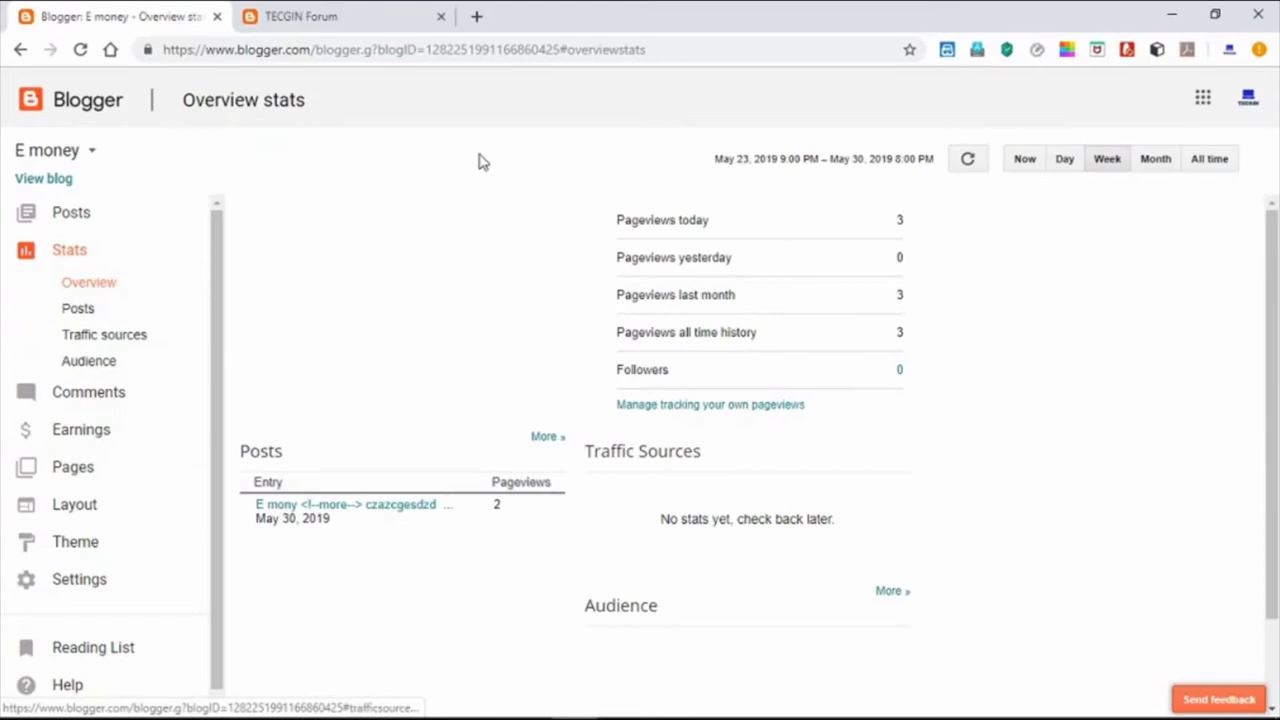 Blogger: E money - Overview sta
TECGIN Forum
https://www.blogger.com/blogger.g?blogID=1282251991166860425#overviewstats
Blogger
Overview stats
TECGIN
E money
View blog
May 23, 2019 9:00 PM – May 30, 2019 8:00 PM
Now
Day
Week
Month
All time
Posts
Stats
Overview
Posts
Traffic sources
Audience
Comments
Earnings
Pages
Layout
Theme
Settings
Reading List
Help
Pageviews today 3
Pageviews yesterday 0
Pageviews last month 3
Pageviews all time history 3
Followers 0
Manage tracking your own pageviews
More »
Posts
Entry Pageviews
E mony <!--more--> czazcgesdzd ... 2
May 30, 2019
Traffic Sources
No stats yet, check back later.
More »
Audience
Send feedback
https://www.blogger.com/blogger.g?blogID=1282251991166860425#trafficsource...